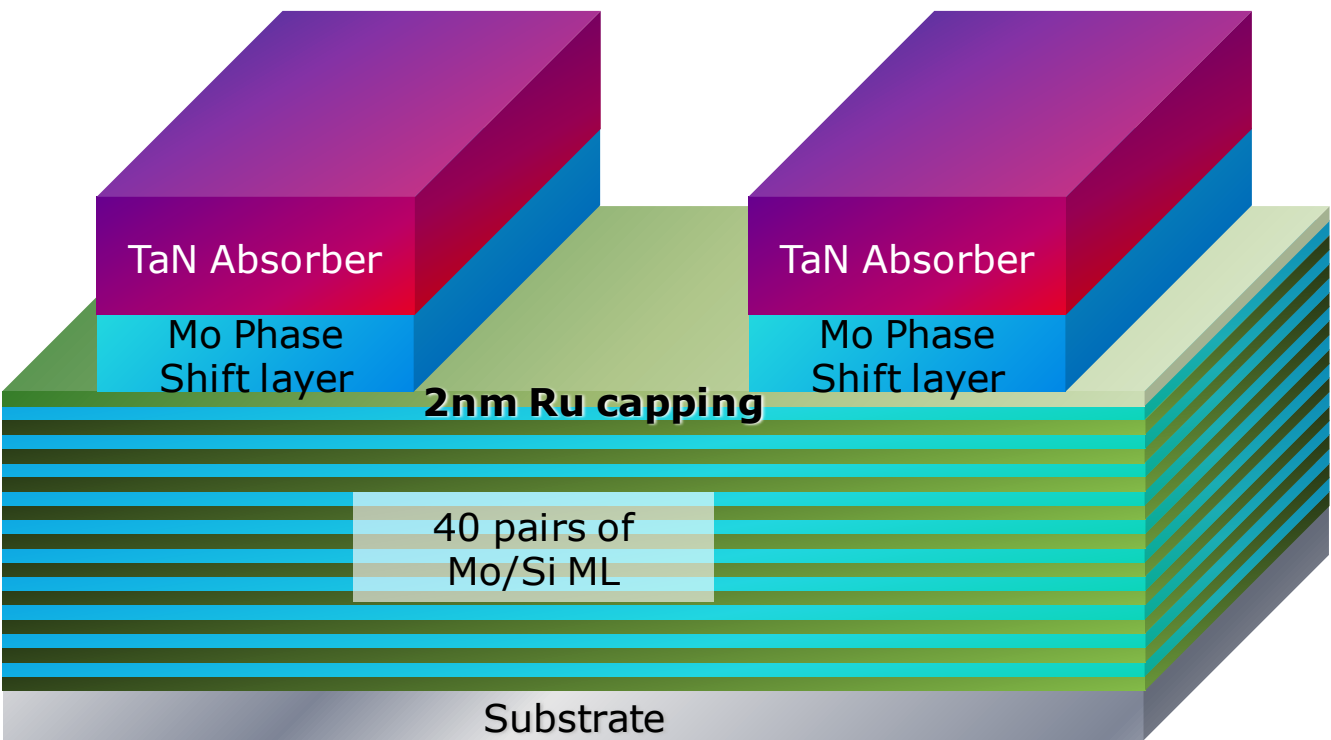 TaN Absorber
TaN Absorber
Mo Phase
Shift layer
Mo Phase
Shift layer
2nm Ru capping
40 pairs of
Mo/Si ML
Substrate